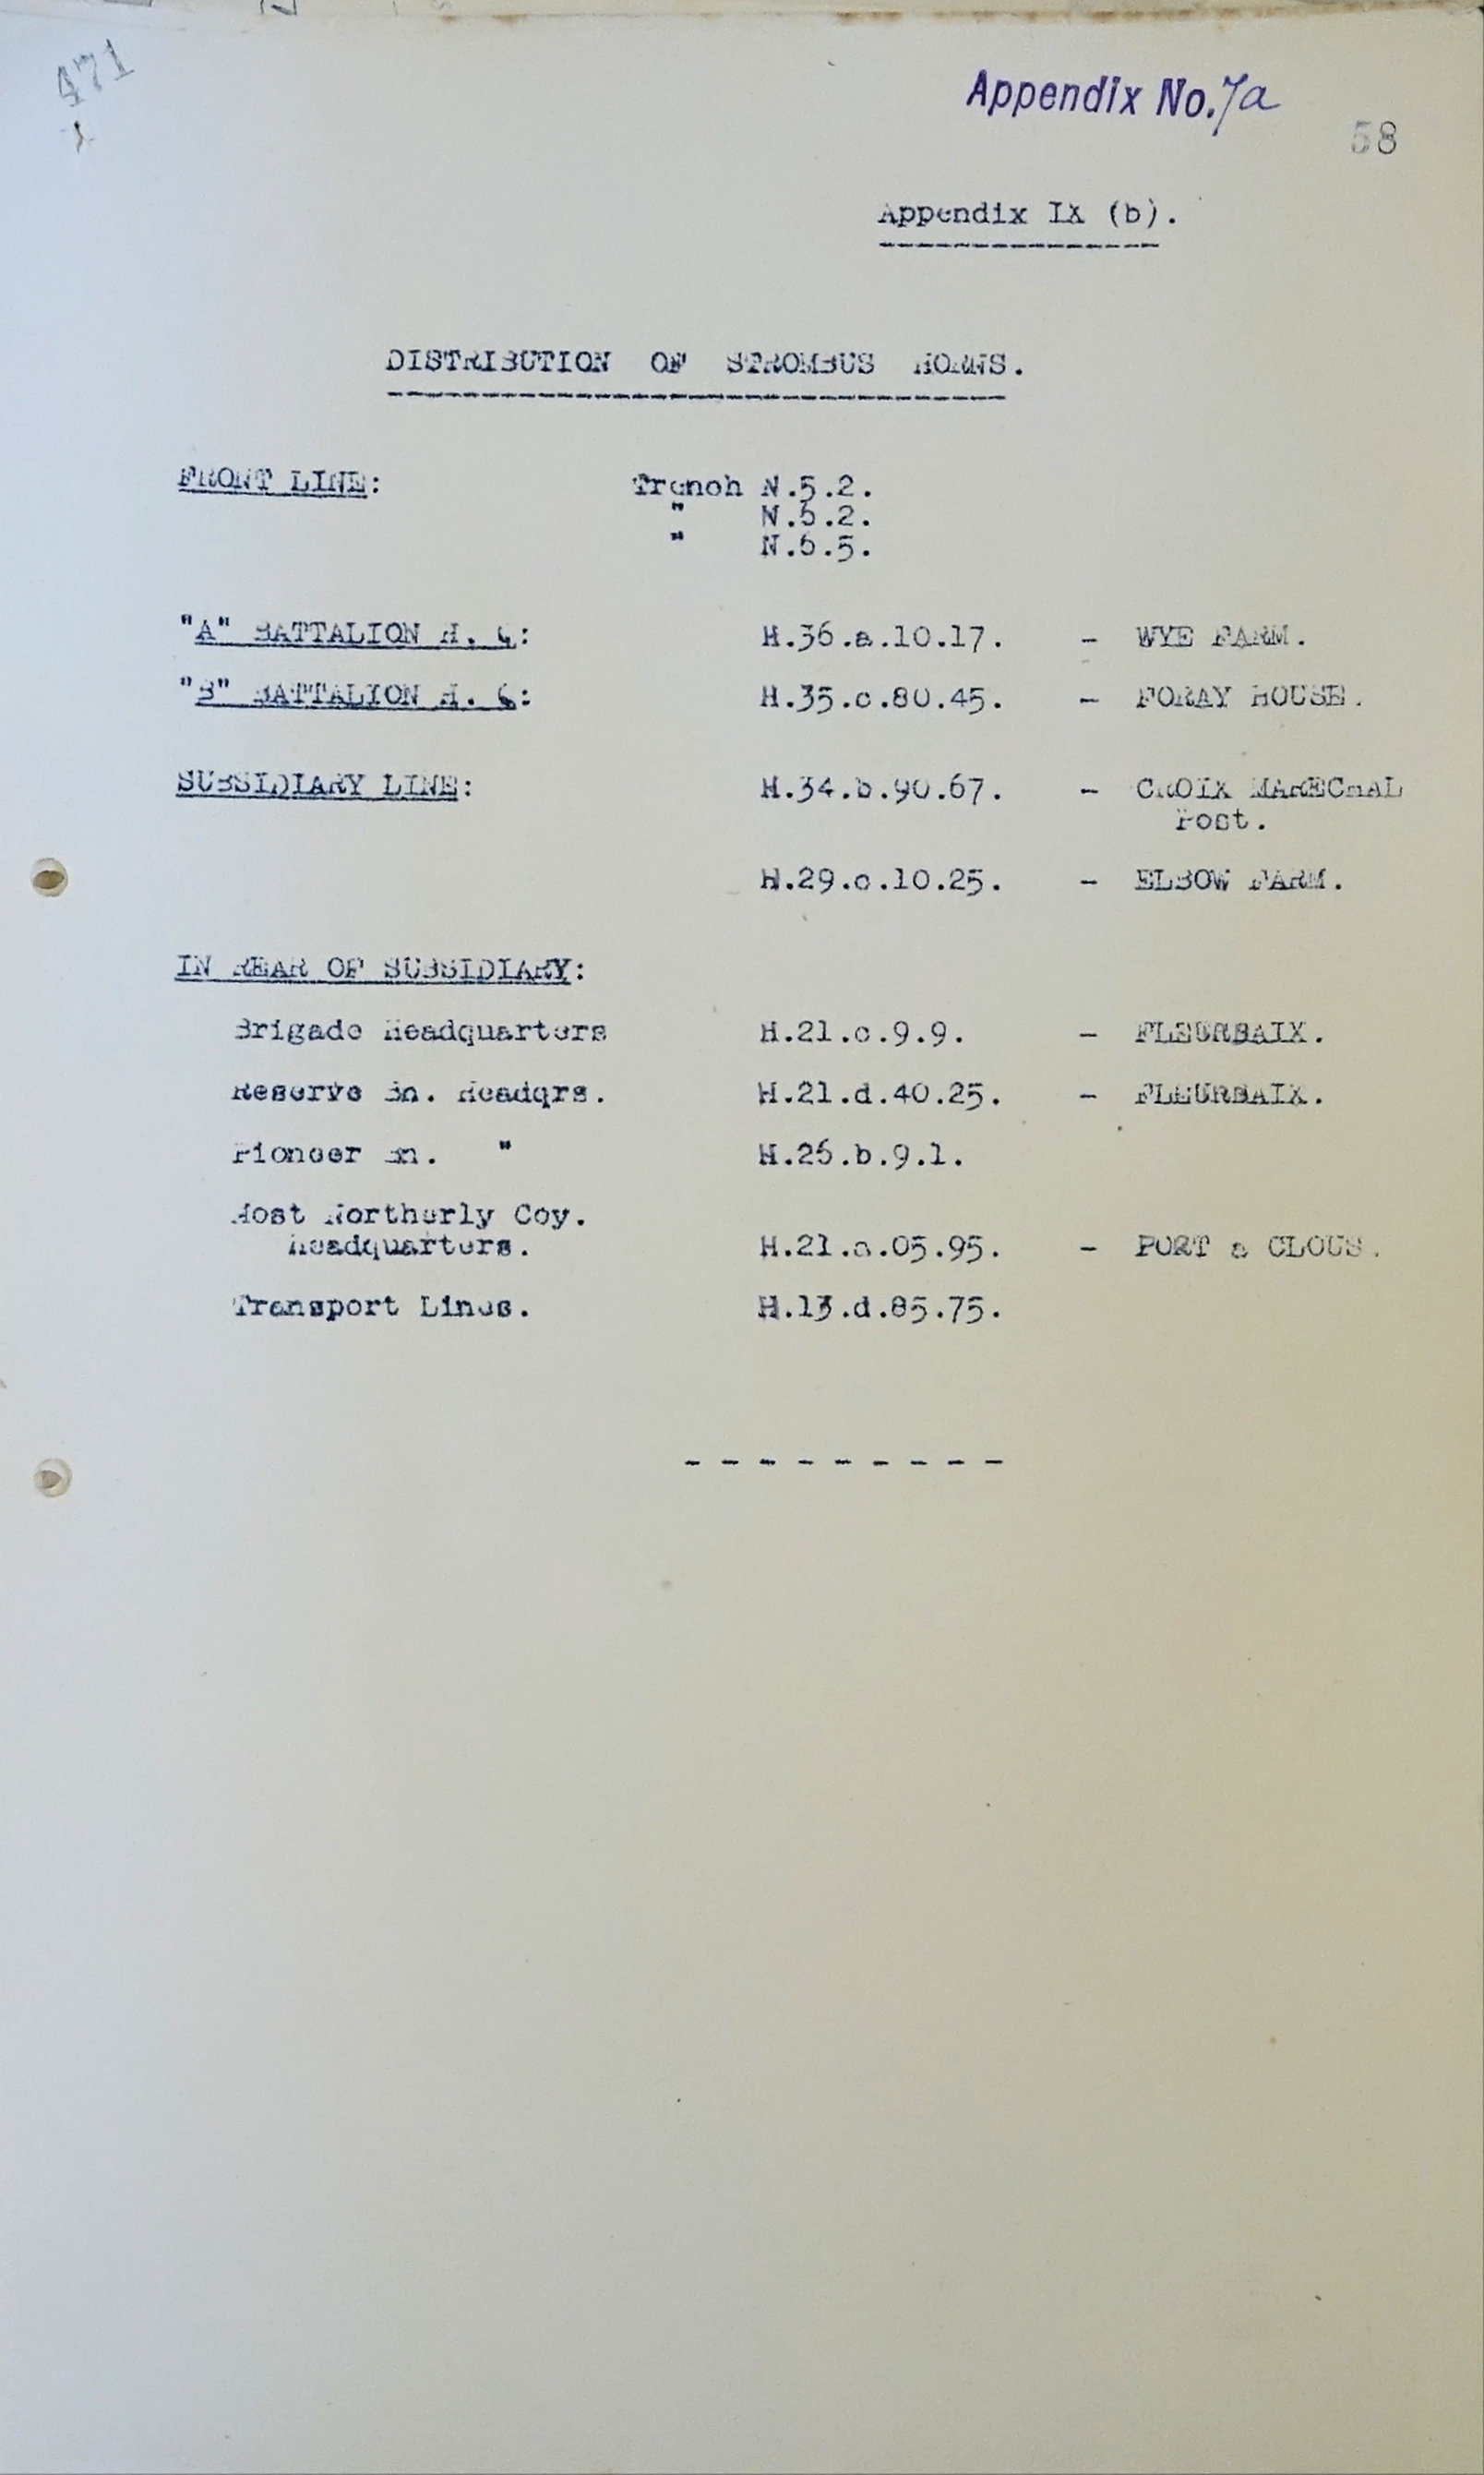 471
Appendix No. 7a
58
Appendix IX (b).
DISTRIBUTION OF STROMBUS HORNS.
FRONT LINE: Trench N.5.2.
" N.6.2.
" N.6.5.
"A" BATTALION H. Q: H.36.a.10.17. - WYE FARM.
"B" BATTALION H. Q: H.35.c.80.45. - FORAY HOUSE.
SUBSIDIARY LINE: H.34.b.90.67. - CROIX MARECHAL
Post.
H.29.c.10.25. - ELBOW FARM.
IN REAR OF SUBSIDIARY:
Brigade Headquarters H.21.c.9.9. - FLEURBAIX.
Reserve Bn. Headqrs. H.21.d.40.25. - FLEURBAIX.
Pioneer Bn. " H.26.b.9.1.
Most Northerly Coy.
Headquarters. H.21.a.05.95. - PORT a CLOUS.
Transport Lines. H.13.d.85.75.
- - - - - - - - -